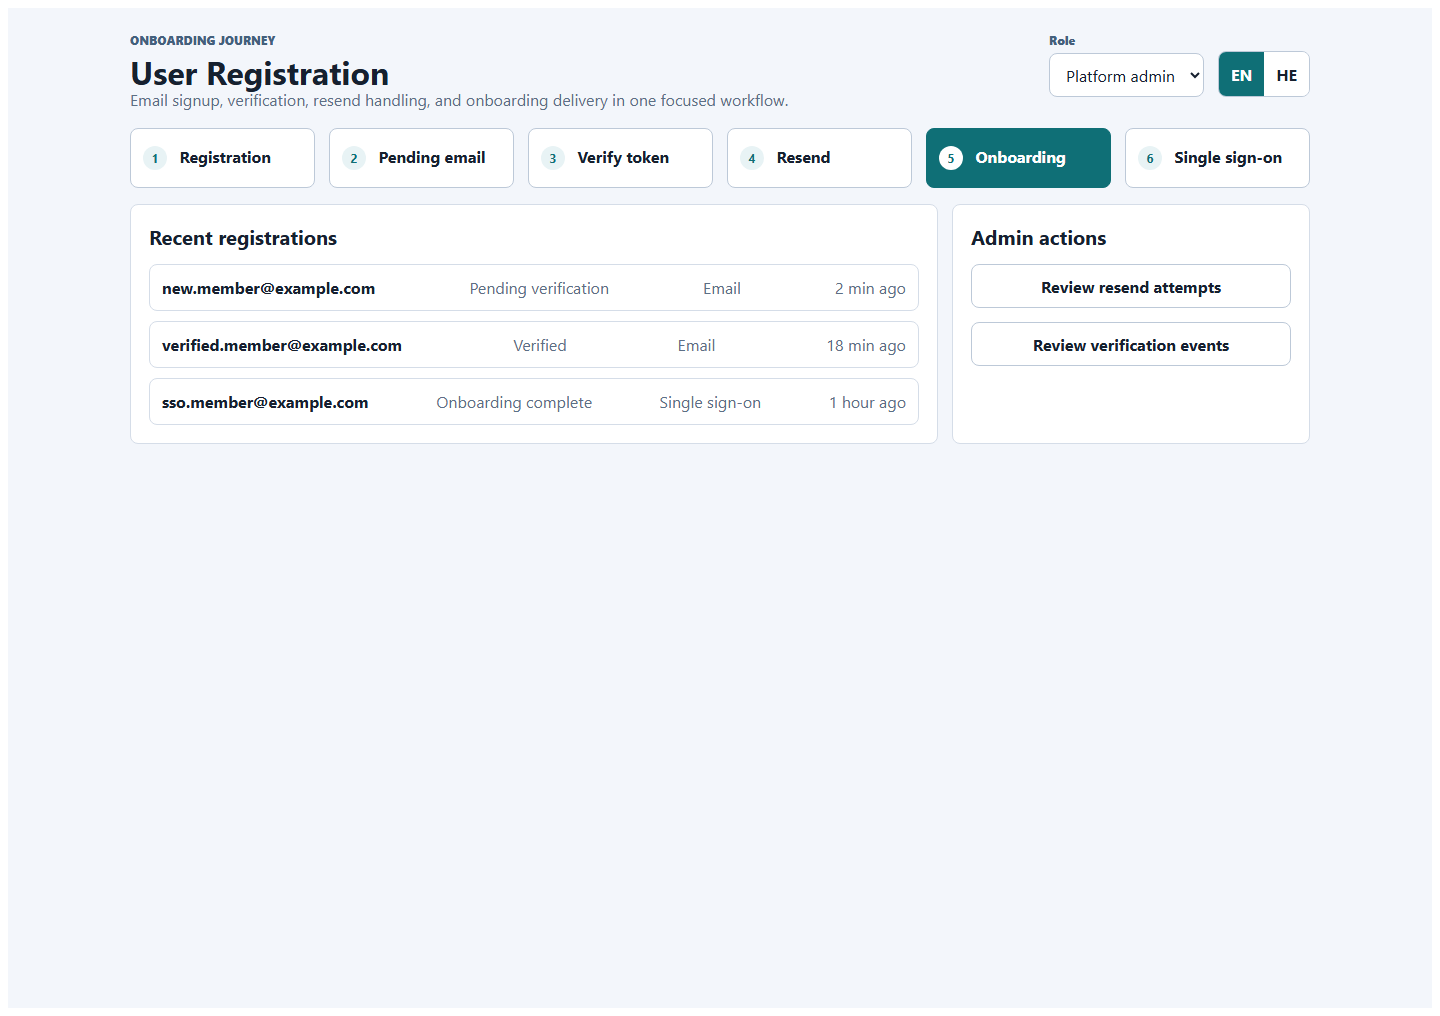 ONBOARDING JOURNEY
User Registration
Email signup, verification, resend handling, and onboarding delivery in one focused workflow.
Role
Platform admin
EN HE
1 Registration
2 Pending email
3 Verify token
4 Resend
5 Onboarding
6 Single sign-on
Recent registrations
new.member@example.com Pending verification Email 2 min ago
verified.member@example.com Verified Email 18 min ago
sso.member@example.com Onboarding complete Single sign-on 1 hour ago
Admin actions
Review resend attempts
Review verification events